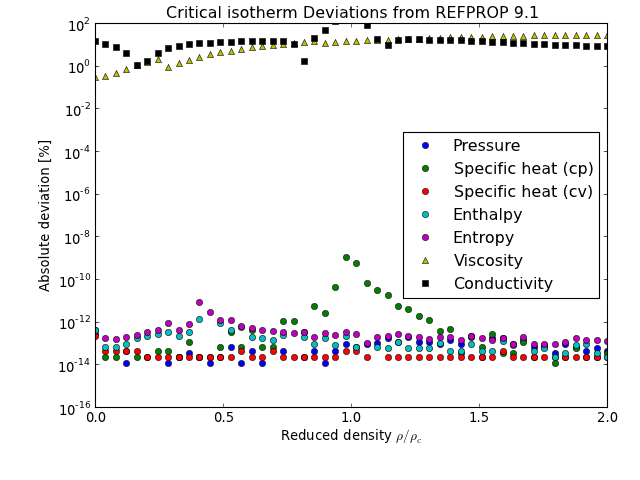 Critical isotherm Deviations from REFPROP 9.1
10^2
10^0
10^-2
10^-4
10^-6
10^-8
10^-10
10^-12
10^-14
10^-16
Absolute deviation [%]
Pressure
Specific heat (cp)
Specific heat (cv)
Enthalpy
Entropy
Viscosity
Conductivity
0.0 0.5 1.0 1.5 2.0
Reduced density ρ/ρ_c